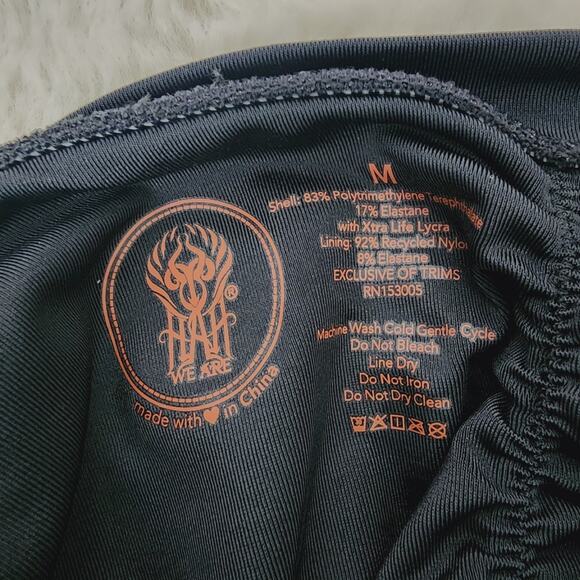 HAH
®
WE ARE
made with in China
M
Shell: 83% Polytrimethylene Terephthalate
17% Elastane
with Xtra Life Lycra
Lining: 92% Recycled Nylon
8% Elastane
EXCLUSIVE OF TRIMS
RN153005
Machine Wash Cold Gentle Cycle
Do Not Bleach
Line Dry
Do Not Iron
Do Not Dry Clean